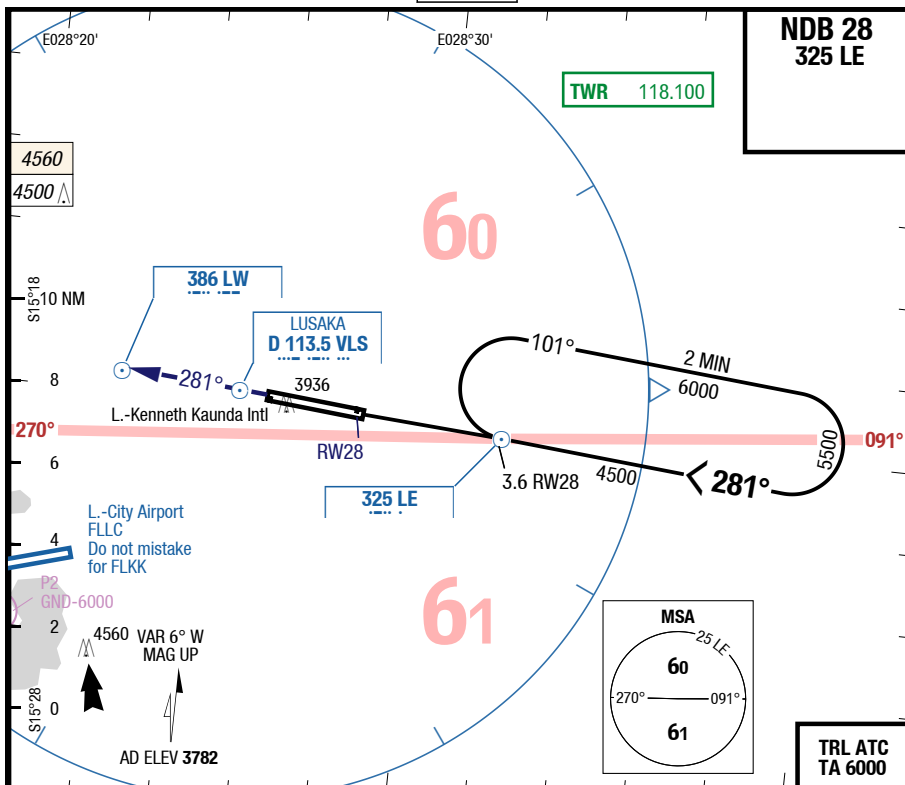 E028°20'
E028°30'
NDB 28
325 LE
TWR 118.100
4560
4500
60
S15°18
10 NM
386 LW
LUSAKA
D 113.5 VLS
101°
2 MIN
6000
8
281°
3936
L.-Kenneth Kaunda Intl
270°
091°
RW28
5500
6
3.6 RW28
4500
281°
325 LE
L.-City Airport
FLLC
Do not mistake
for FLKK
4
P2
GND-6000
61
2
4560
VAR 6° W
MAG UP
MSA
25 LE
60
270°
091°
61
S15°28
0
AD ELEV 3782
TRL ATC
TA 6000